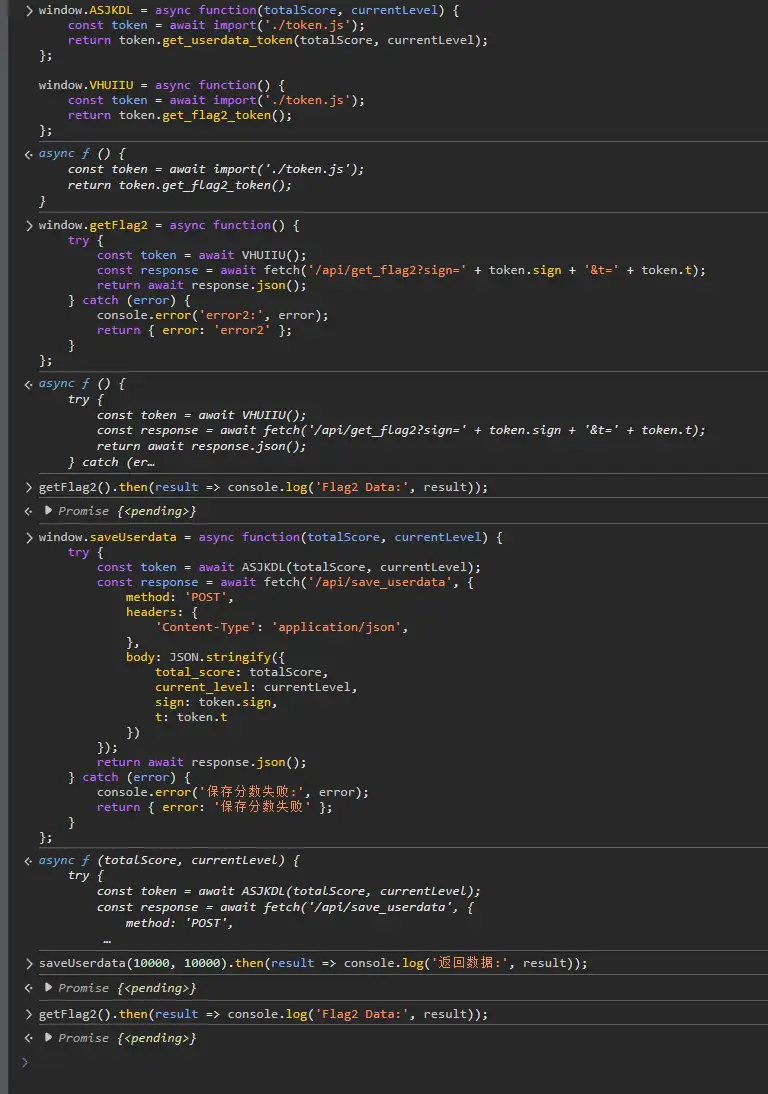 window.ASJKDL = async function(totalScore, currentLevel) {
    const token = await import('./token.js');
    return token.get_userdata_token(totalScore, currentLevel);
};
window.VHUIIU = async function() {
    const token = await import('./token.js');
    return token.get_flag2_token();
};
async ƒ () {
    const token = await import('./token.js');
    return token.get_flag2_token();
}
window.getFlag2 = async function() {
    try {
        const token = await VHUIIU();
        const response = await fetch('/api/get_flag2?sign=' + token.sign + '&t=' + token.t);
        return await response.json();
    } catch (error) {
        console.error('error2:', error);
        return { error: 'error2' };
    }
};
async ƒ () {
    try {
        const token = await VHUIIU();
        const response = await fetch('/api/get_flag2?sign=' + token.sign + '&t=' + token.t);
        return await response.json();
    } catch (er…
getFlag2().then(result => console.log('Flag2 Data:', result));
Promise {<pending>}
window.saveUserdata = async function(totalScore, currentLevel) {
    try {
        const token = await ASJKDL(totalScore, currentLevel);
        const response = await fetch('/api/save_userdata', {
            method: 'POST',
            headers: {
                'Content-Type': 'application/json',
            },
            body: JSON.stringify({
                total_score: totalScore,
                current_level: currentLevel,
                sign: token.sign,
                t: token.t
            })
        });
        return await response.json();
    } catch (error) {
        console.error('保存分数失败:', error);
        return { error: '保存分数失败' };
    }
};
async ƒ (totalScore, currentLevel) {
    try {
        const token = await ASJKDL(totalScore, currentLevel);
        const response = await fetch('/api/save_userdata', {
            method: 'POST',
         …
saveUserdata(10000, 10000).then(result => console.log('返回数据:', result));
Promise {<pending>}
getFlag2().then(result => console.log('Flag2 Data:', result));
Promise {<pending>}